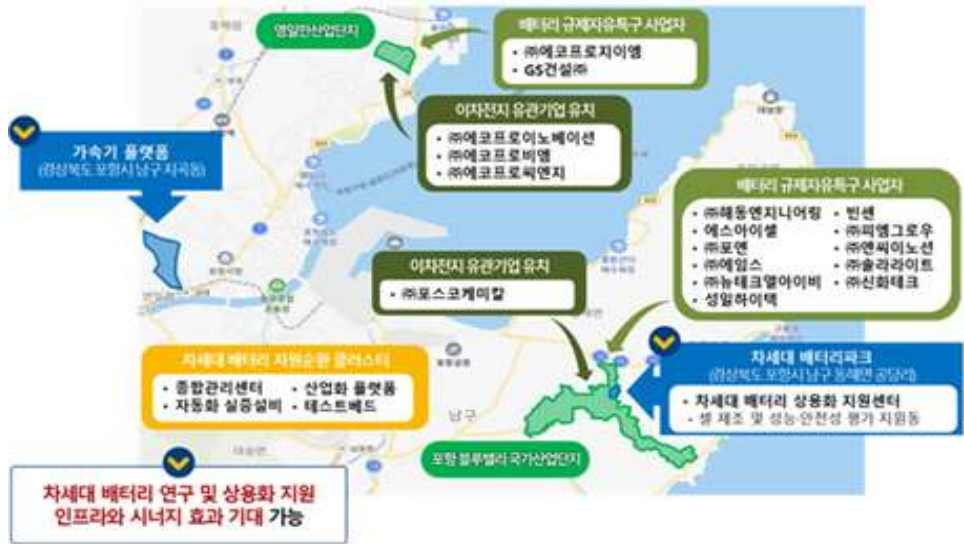 영일만산업단지
배터리 규제자유특구 사업자
• ㈜에코프로지이엠
• GS건설㈜
이차전지 유관기업 유치
• ㈜에코프로이노베이션
• ㈜에코프로비엠
• ㈜에코프로씨엔지
가속기 플랫폼
(경상북도 포항시 남구 지곡동)
배터리 규제자유특구 사업자
• ㈜해동엔지니어링 • 빈센
• 에스아이셀 • ㈜피엠그로우
• ㈜포엔 • ㈜엔씨이노션
• ㈜에임스 • ㈜솔라라이트
• ㈜뉴테크엘아이비 • ㈜신화테크
• 성일하이텍
이차전지 유관기업 유치
• ㈜포스코케미칼
차세대 배터리 자원순환 클러스터
• 종합관리센터 • 산업화 플랫폼
• 자동화 실증설비 • 테스트베드
차세대 배터리파크
(경상북도 포항시 남구 동해면 공당리)
• 차세대 배터리 상용화 지원센터
- 셀 제조 및 성능·안전성 평가 지원동
남구
포항 블루밸리 국가산업단지
차세대 배터리 연구 및 상용화 지원
인프라와 시너지 효과 기대 가능